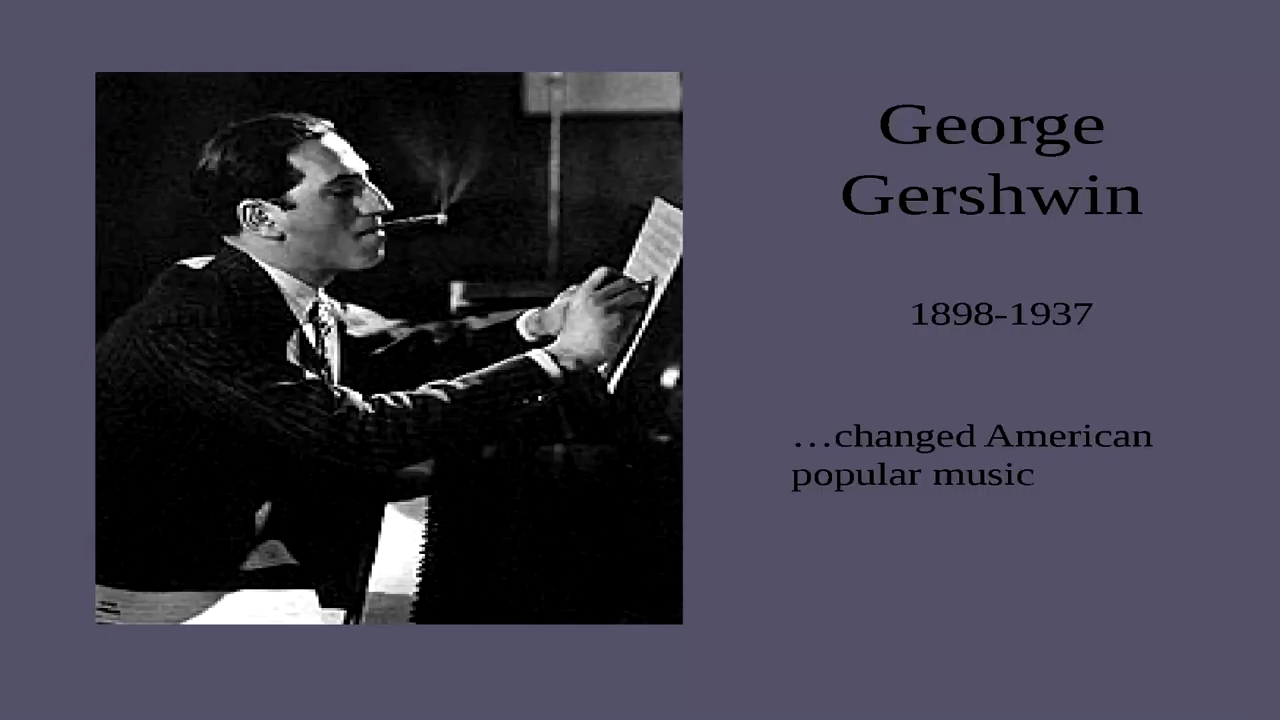 George
Gershwin
1898-1937
…changed American
popular music